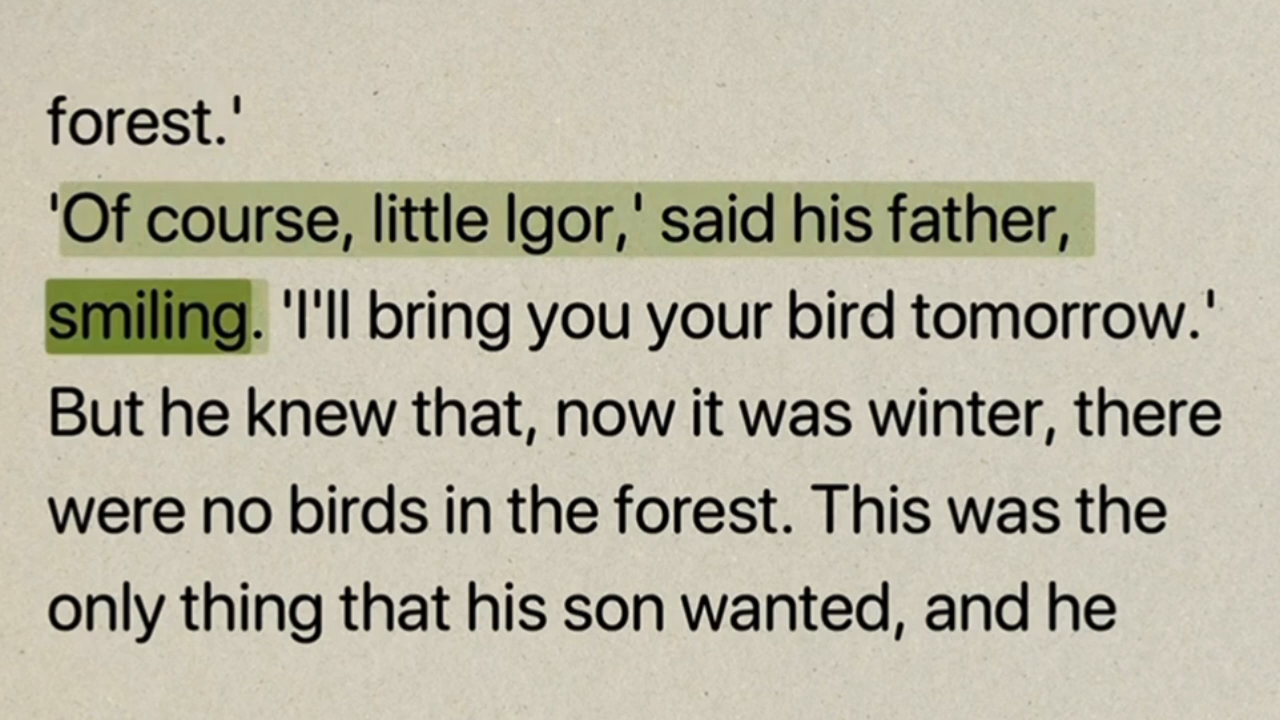 forest.'
'Of course, little Igor,' said his father,
smiling. 'I'll bring you your bird tomorrow.'
But he knew that, now it was winter, there
were no birds in the forest. This was the
only thing that his son wanted, and he